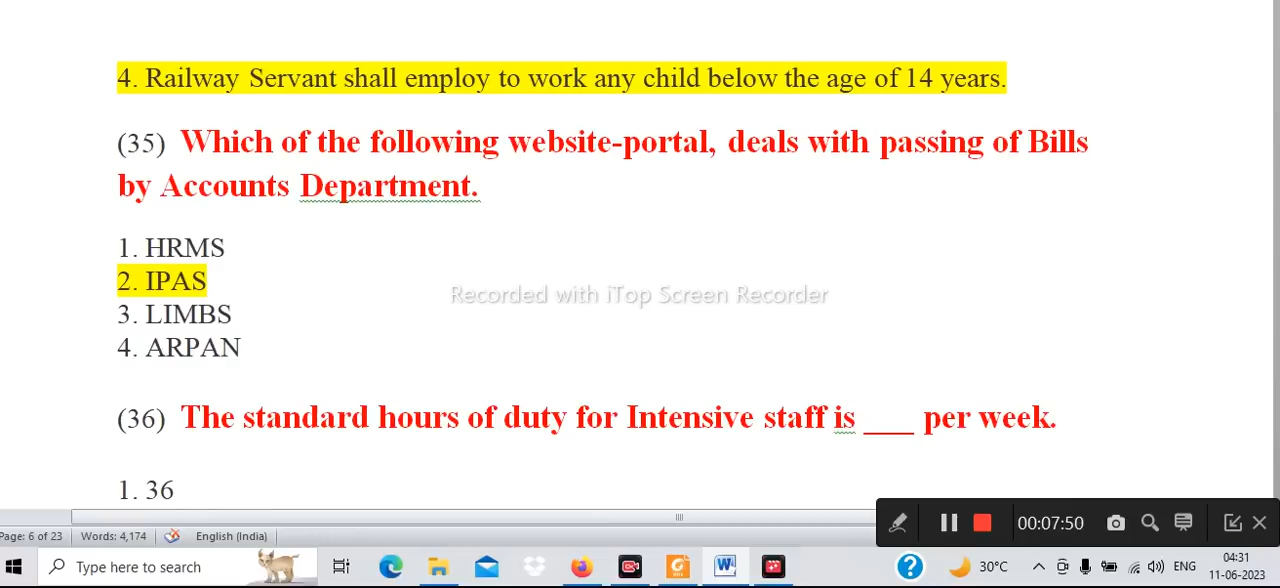 4. Railway Servant shall employ to work any child below the age of 14 years.
(35) Which of the following website-portal, deals with passing of Bills
by Accounts Department.
1. HRMS
2. IPAS
Recorded with iTop Screen Recorder
3. LIMBS
4. ARPAN
(36) The standard hours of duty for Intensive staff is ___ per week.
1. 36
00:07:50
Page: 6 of 23 Words: 4,174 English (India)
Type here to search 30°C ENG 04:31
11-06-2023